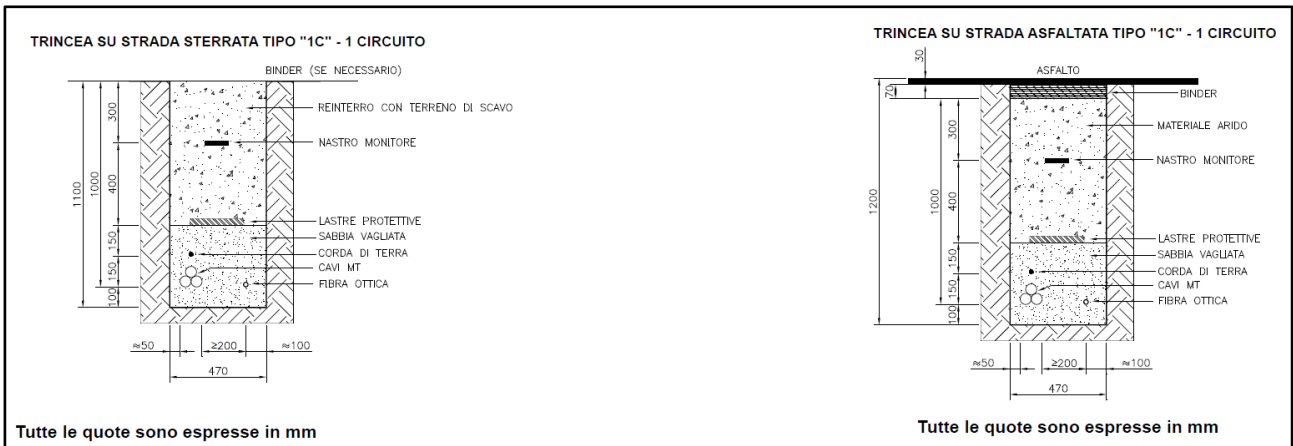 TRINCEA SU STRADA STERRATA TIPO "1C" - 1 CIRCUITO
BINDER (SE NECESSARIO)
REINTERRO CON TERRENO DI SCAVO
NASTRO MONITORE
LASTRE PROTETTIVE
SABBIA VAGLIATA
CORDA DI TERRA
CAVI MT
FIBRA OTTICA
1100
1000
300
400
150
150
100
≈50
≥200
≈100
470
Tutte le quote sono espresse in mm
TRINCEA SU STRADA ASFALTATA TIPO "1C" - 1 CIRCUITO
ASFALTO
BINDER
MATERIALE ARIDO
NASTRO MONITORE
LASTRE PROTETTIVE
SABBIA VAGLIATA
CORDA DI TERRA
CAVI MT
FIBRA OTTICA
30
70
1200
1000
300
400
150
150
100
≈50
≥200
≈100
470
Tutte le quote sono espresse in mm